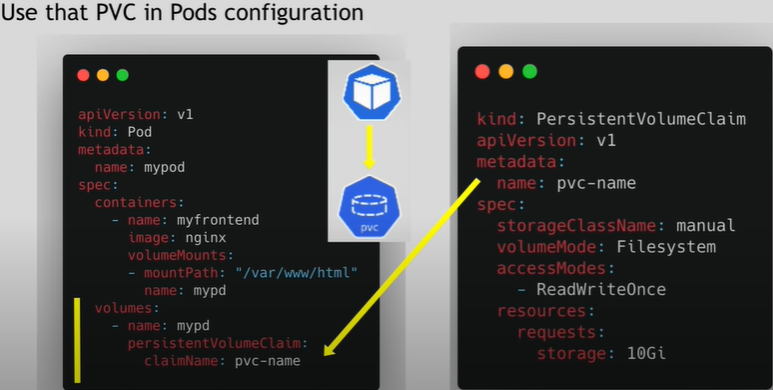 Use that PVC in Pods configuration
apiVersion: v1
kind: Pod
metadata:
  name: mypod
spec:
  containers:
    - name: myfrontend
      image: nginx
      volumeMounts:
      - mountPath: "/var/www/html"
        name: mypd
  volumes:
    - name: mypd
      persistentVolumeClaim:
        claimName: pvc-name
pvc
kind: PersistentVolumeClaim
apiVersion: v1
metadata:
  name: pvc-name
spec:
  storageClassName: manual
  volumeMode: Filesystem
  accessModes:
    - ReadWriteOnce
  resources:
    requests:
      storage: 10Gi